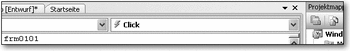 [Entwurf]* Startseite
Projektmapp
Click
Wind
frm0101